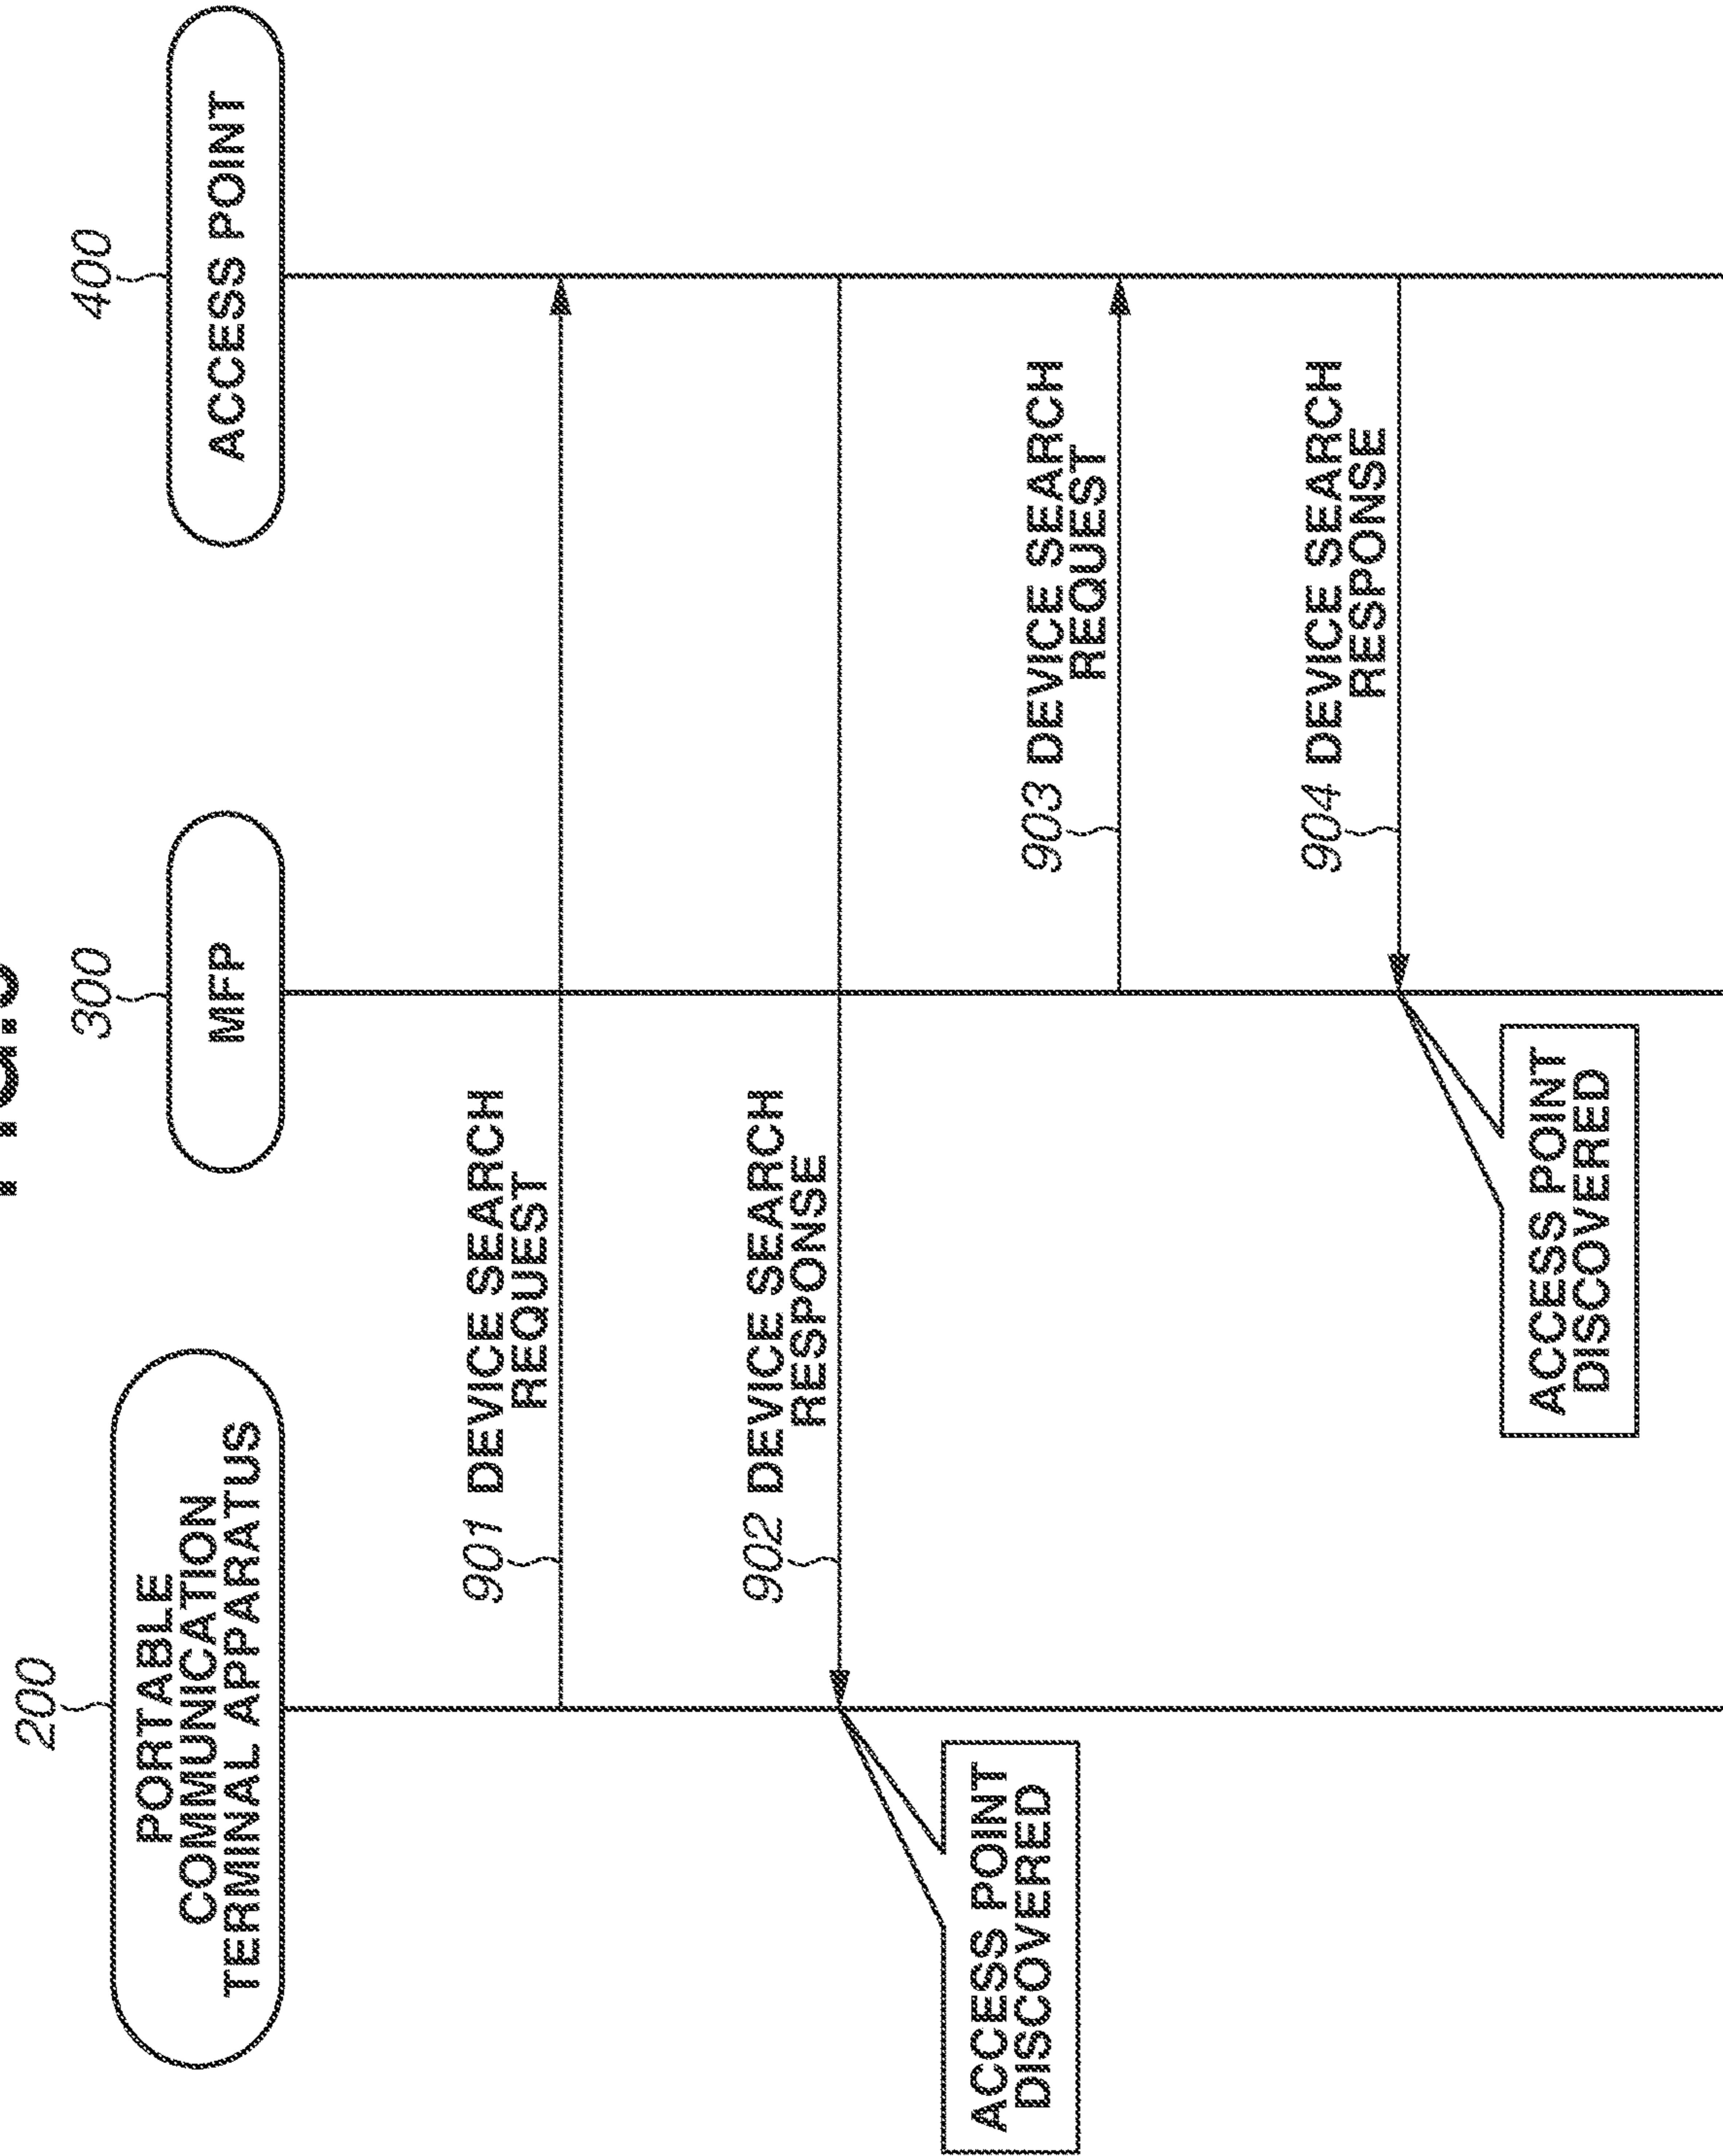 200
PORTABLE
COMMUNICATION
TERMINAL APPARATUS
300
MFP
400
ACCESS POINT
901 DEVICE SEARCH
REQUEST
902 DEVICE SEARCH
RESPONSE
ACCESS POINT
DISCOVERED
903 DEVICE SEARCH
REQUEST
904 DEVICE SEARCH
RESPONSE
ACCESS POINT
DISCOVERED